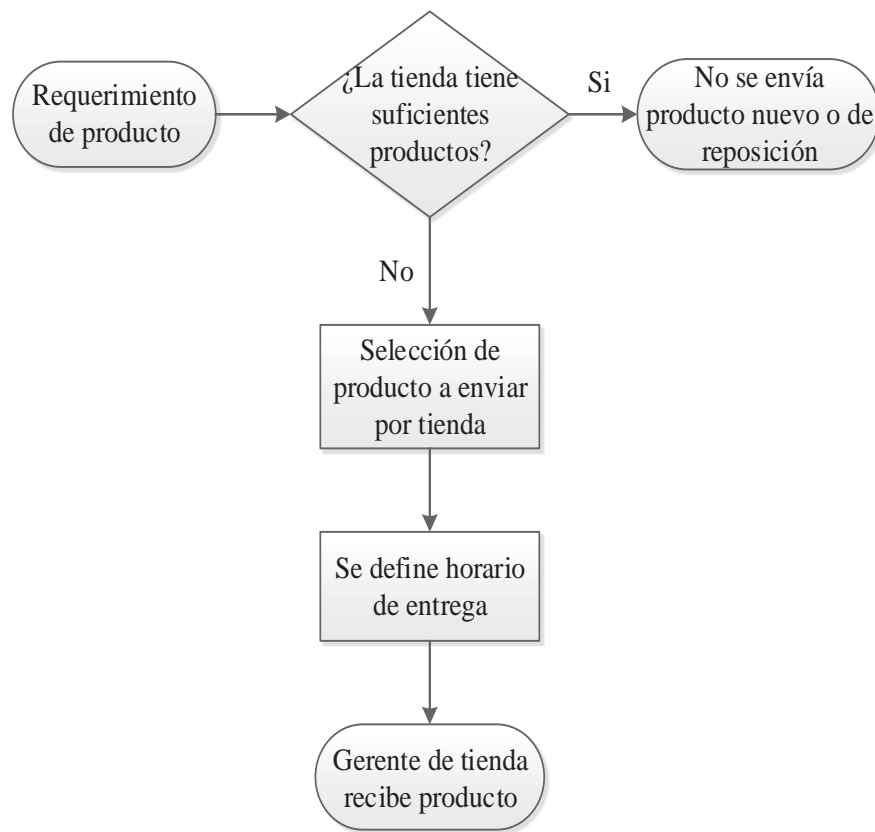 Requerimiento
de producto
¿La tienda tiene
suficientes
productos?
Si
No se envía
producto nuevo o de
reposición
No
Selección de
producto a enviar
por tienda
Se define horario
de entrega
Gerente de tienda
recibe producto